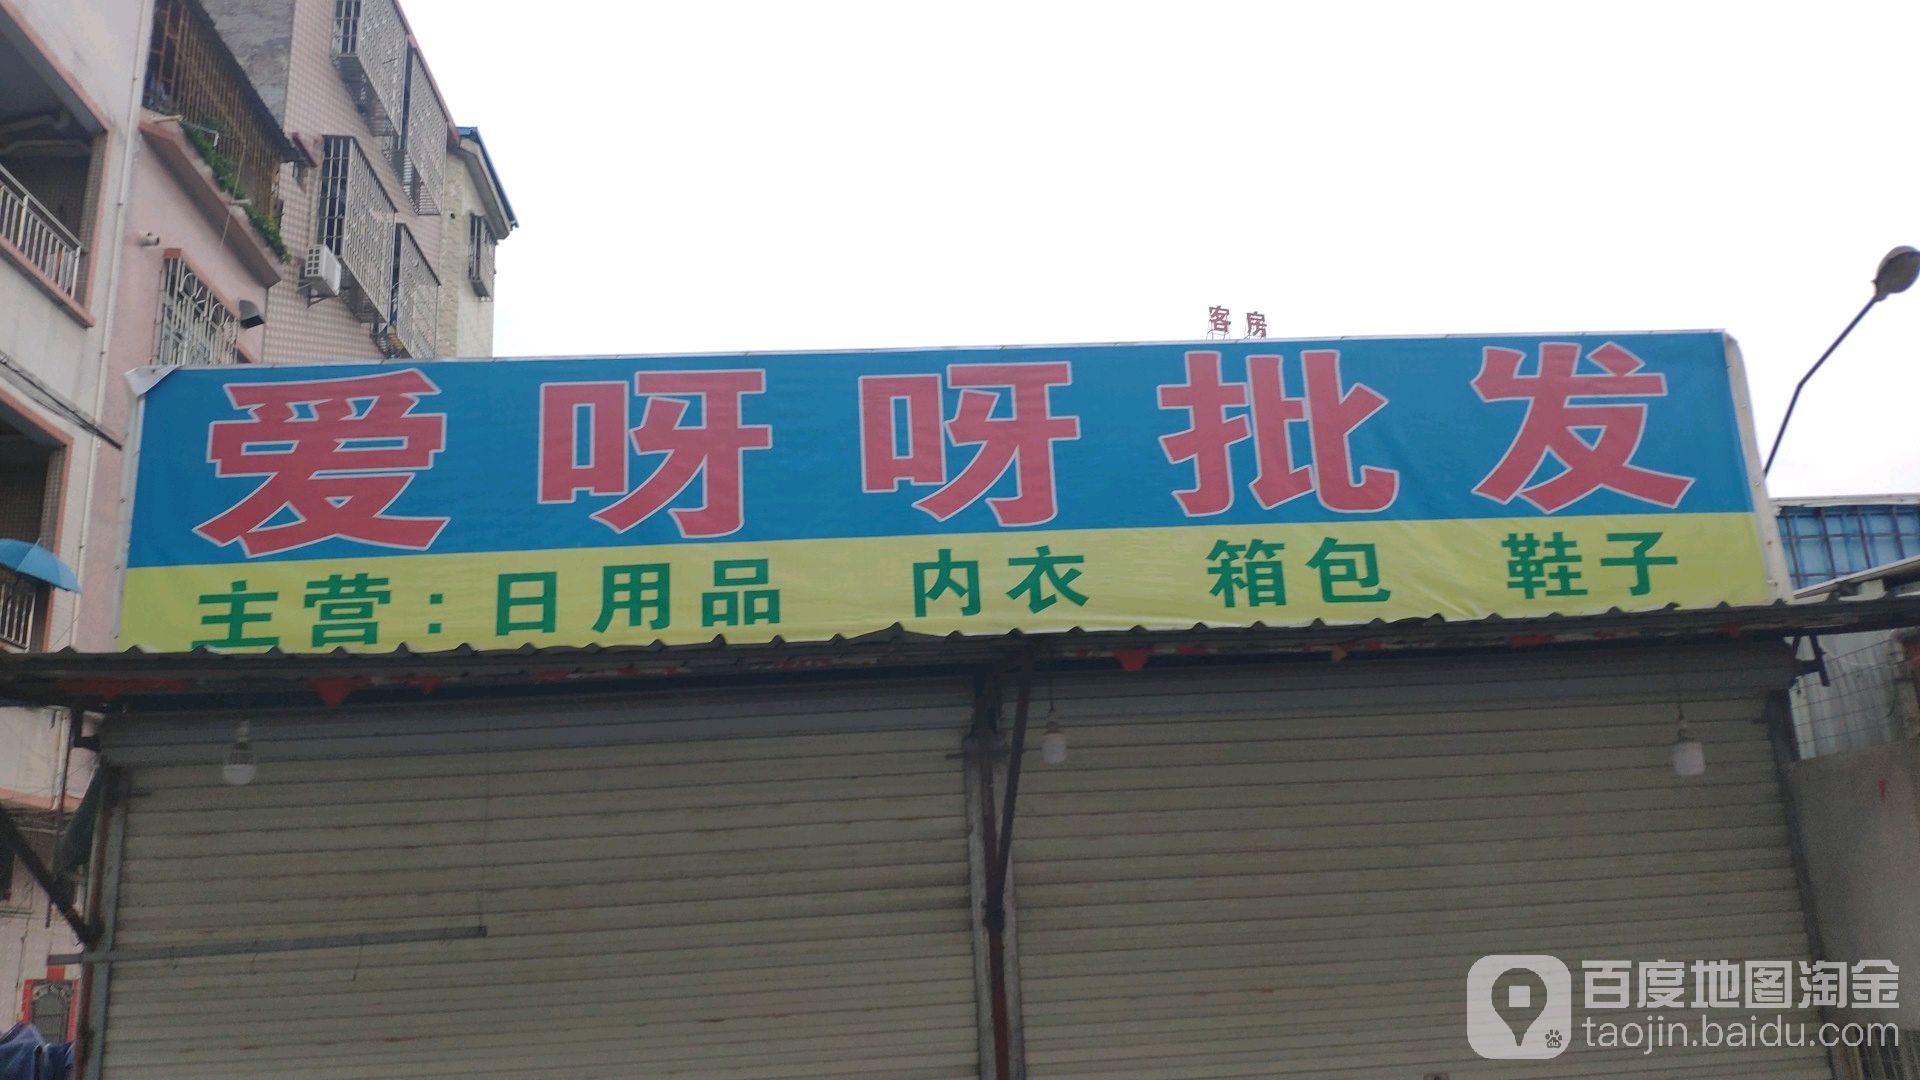 客房
爱呀呀批发
主营：日用品 内衣 箱包 鞋子
百度地图淘金
taojin.baidu.com